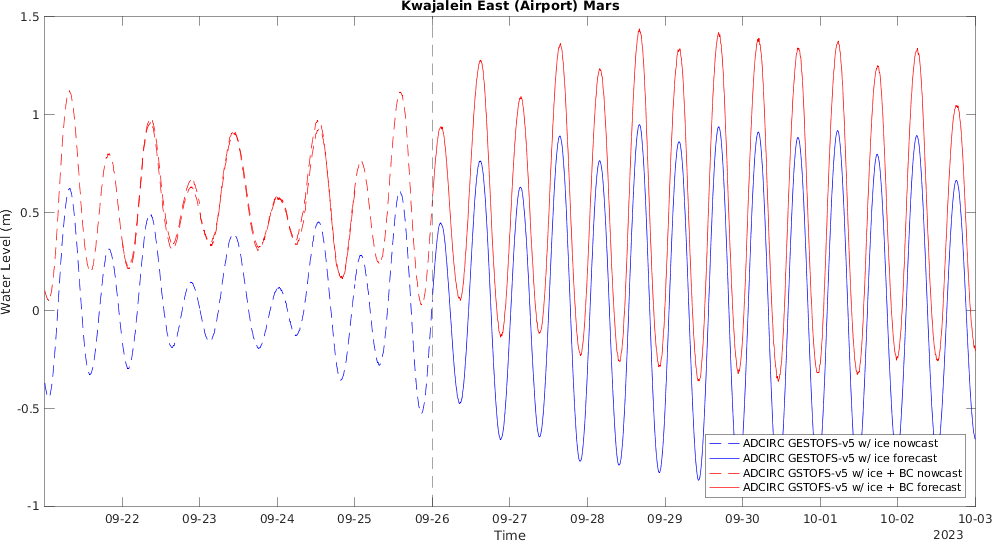 Kwajalein East (Airport) Mars
1.5
1
0.5
0
-0.5
-1
Water Level (m)
ADCIRC GESTOFS-v5 w/ ice nowcast
ADCIRC GESTOFS-v5 w/ ice forecast
ADCIRC GSTOFS-v5 w/ ice + BC nowcast
ADCIRC GSTOFS-v5 w/ ice + BC forecast
09-22 09-23 09-24 09-25 09-26 09-27 09-28 09-29 09-30 10-01 10-02 10-03
Time
2023